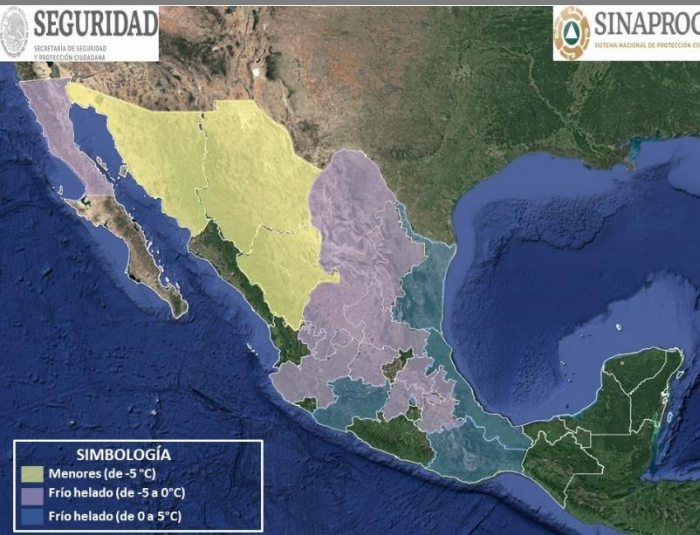 SEGURIDAD
SECRETARÍA DE SEGURIDAD
Y PROTECCIÓN CIUDADANA
SINAPROC
SISTEMA NACIONAL DE PROTECCIÓN CI
SIMBOLOGÍA
Menores (de -5 °C)
Frío helado (de -5 a 0°C)
Frío helado (de 0 a 5°C)